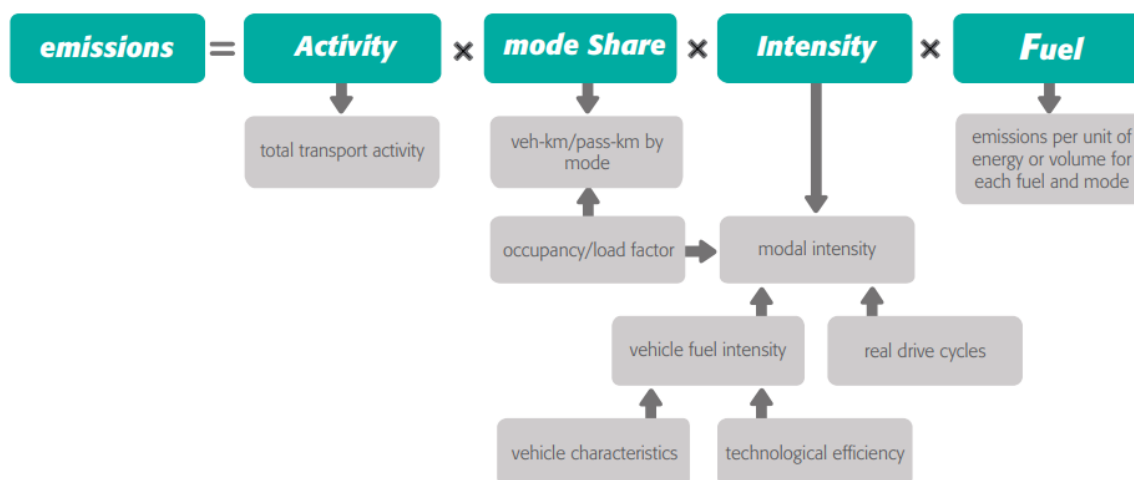 emissions = Activity × mode Share × Intensity × Fuel
total transport activity
veh-km/pass-km by
mode
emissions per unit of
energy or volume for
each fuel and mode
occupancy/load factor
modal intensity
vehicle fuel intensity
real drive cycles
vehicle characteristics
technological efficiency